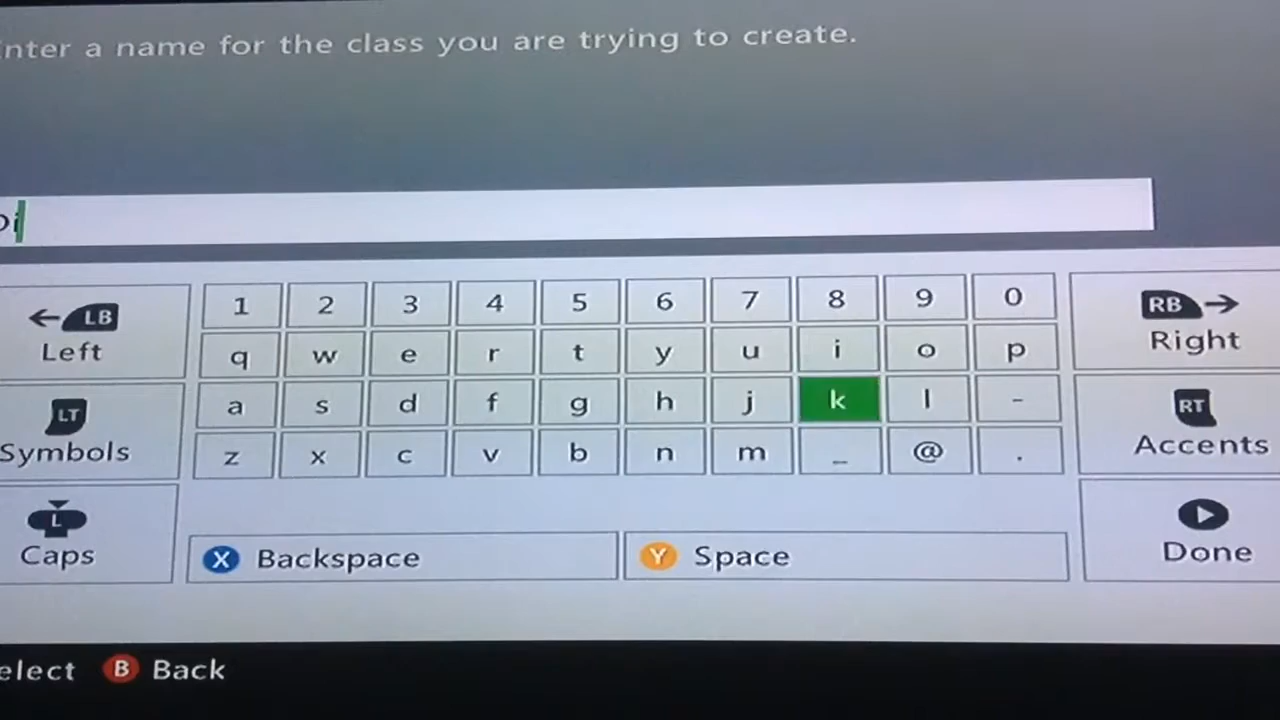 nter a name for the class you are trying to create.
i
LB 1 2 3 4 5 6 7 8 9 0 RB
Left q w e r t y u i o p Right
LT a s d f g h j k l - RT
Symbols z x c v b n m _ @ . Accents
L
Caps X Backspace Y Space Done
elect B Back